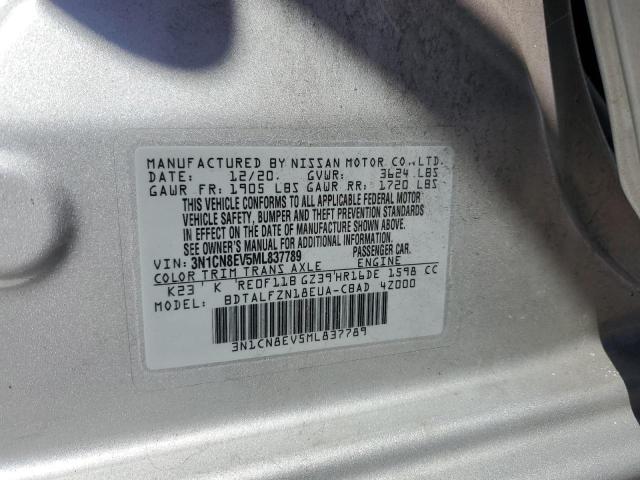 MANUFACTURED BY NISSAN MOTOR CO.,LTD.
DATE: 12/20. GVWR: 3624 LBS
GAWR FR: 1905 LBS GAWR RR: 1720 LBS
THIS VEHICLE CONFORMS TO ALL APPLICABLE FEDERAL MOTOR
VEHICLE SAFETY, BUMPER AND THEFT PREVENTION STANDARDS
IN EFFECT ON THE DATE OF MANUFACTURE SHOWN ABOVE.
SEE OWNER'S MANUAL FOR ADDITIONAL INFORMATION.
VIN: 3N1CN8EV5ML837789 PASSENGER CAR.
COLOR TRIM TRANS AXLE ENGINE
K23 K RE0F11B GZ39 HR16DE 1598 CC
MODEL: BDTALFZN18EUA-CBAD 4Z000
3N1CN8EV5ML837789